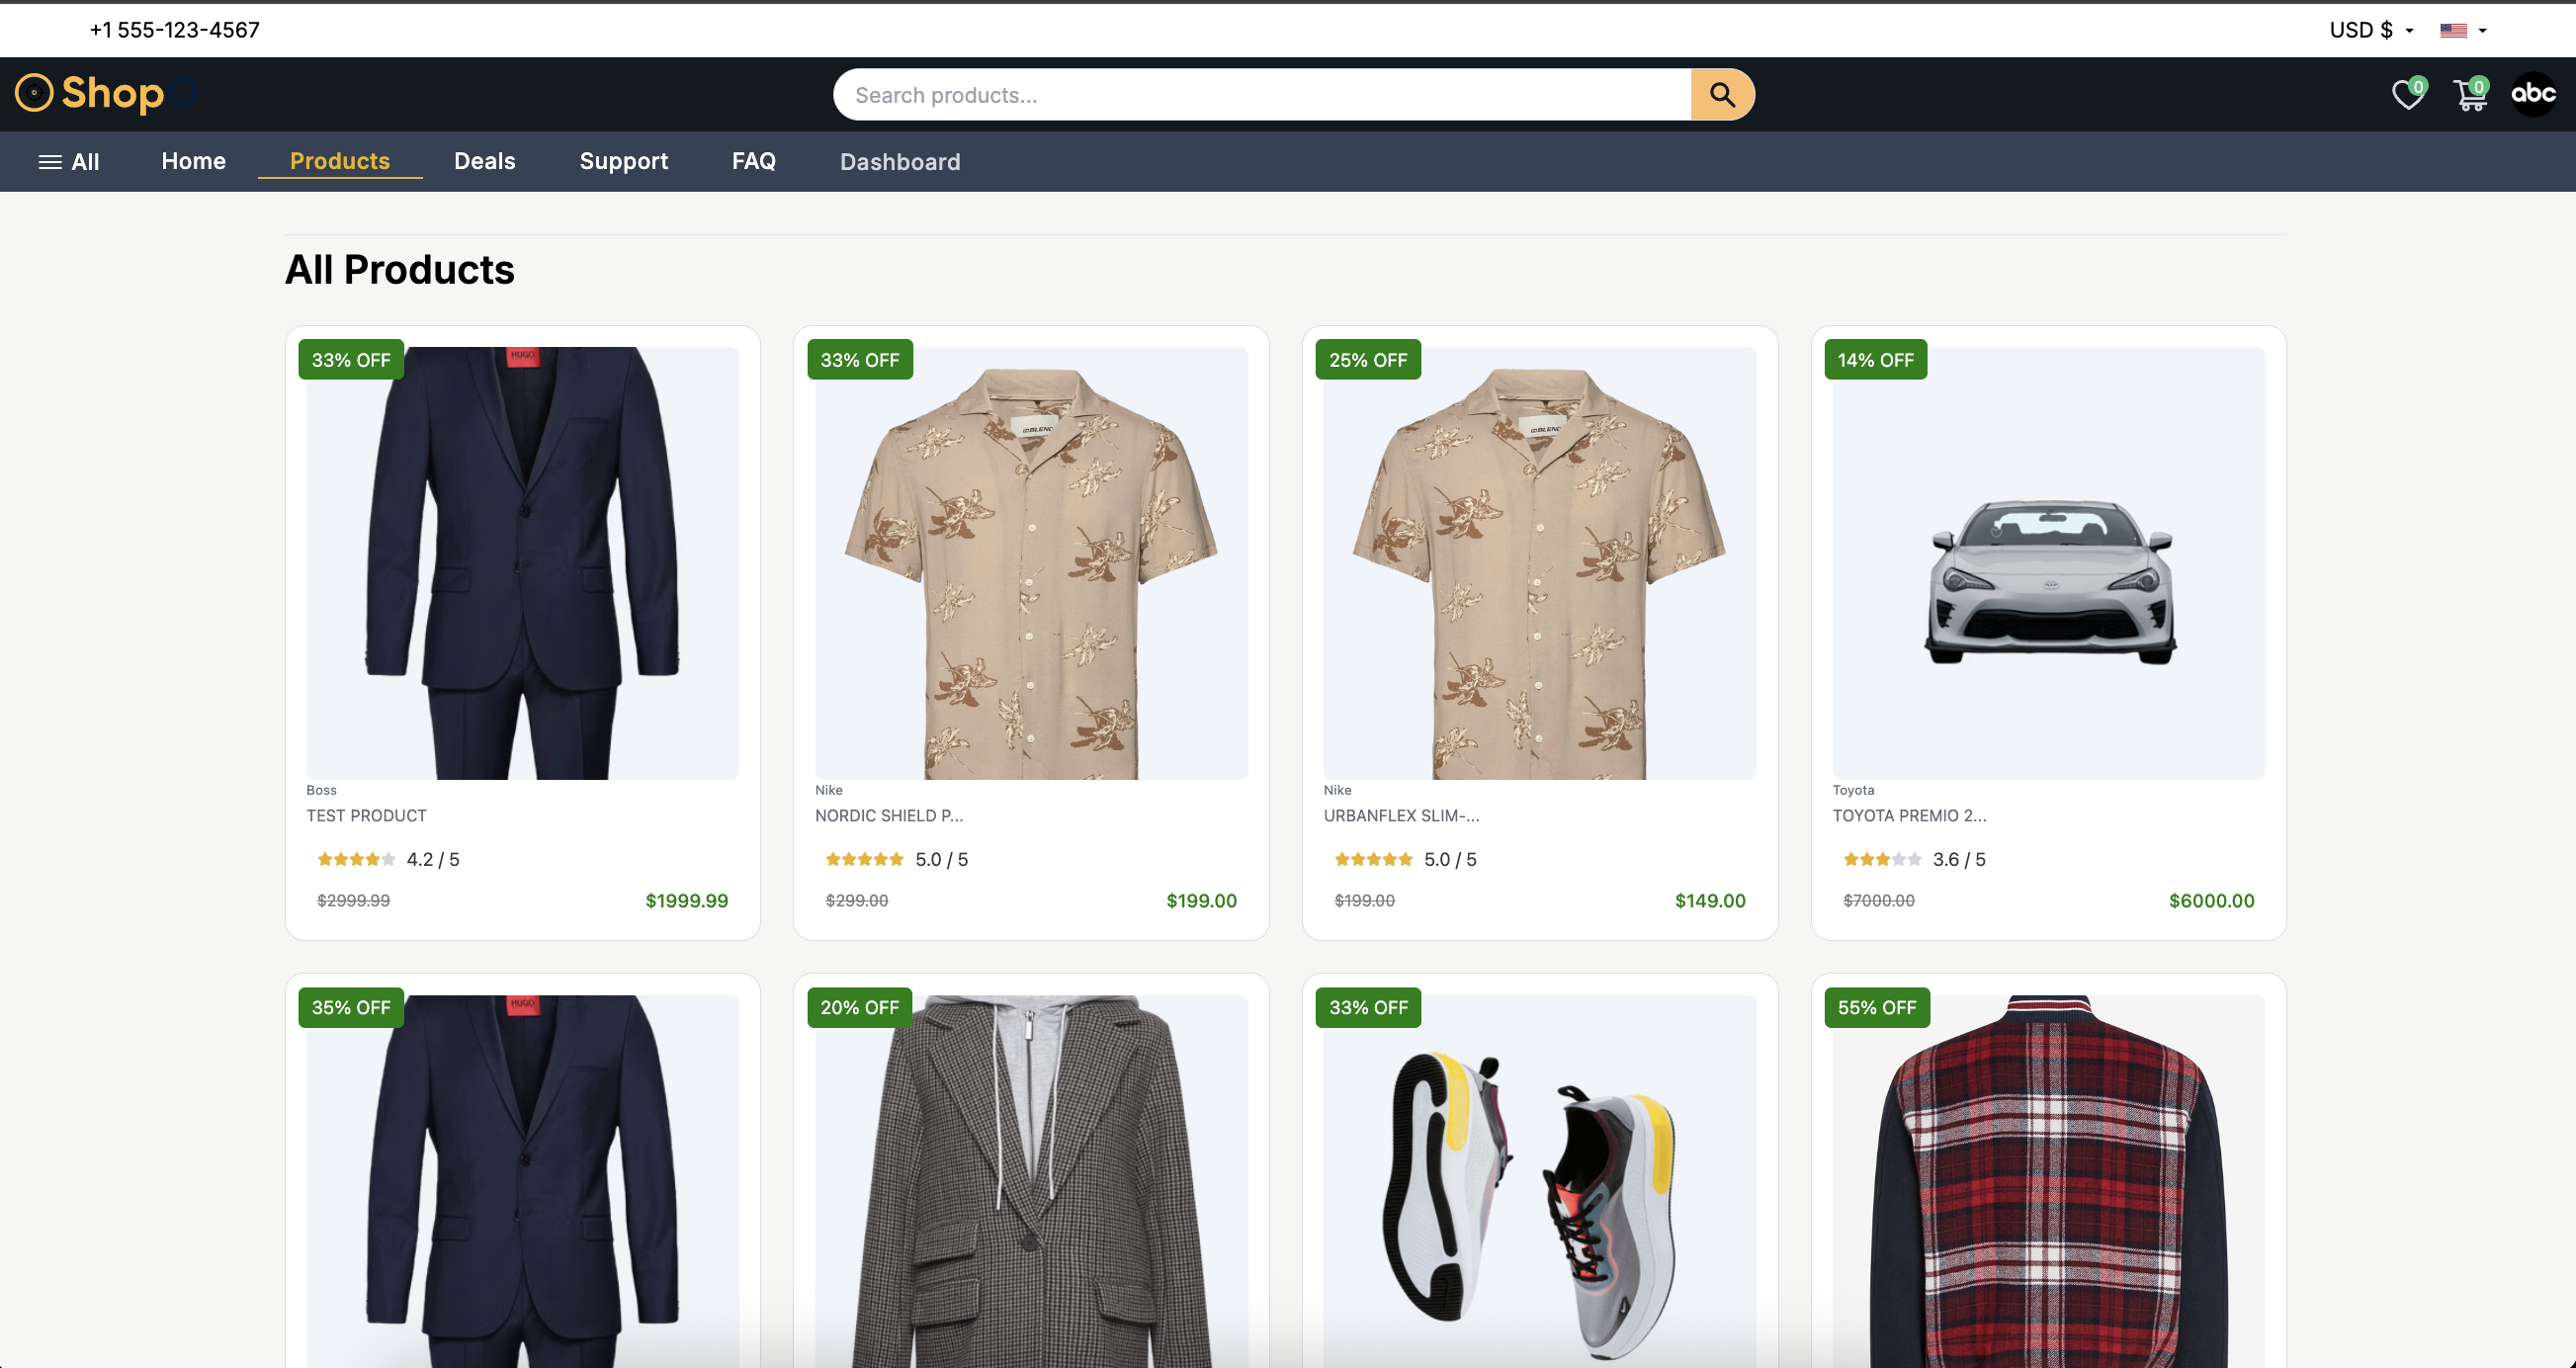 +1 555-123-4567
USD $
ShopO
Search products...
0
0
abc
All
Home
Products
Deals
Support
FAQ
Dashboard
All Products
33% OFF
33% OFF
25% OFF
14% OFF
HUGO
BLEND
BLEND
Boss
Nike
Nike
Toyota
TEST PRODUCT
NORDIC SHIELD P...
URBANFLEX SLIM-...
TOYOTA PREMIO 2...
4.2 / 5
5.0 / 5
5.0 / 5
3.6 / 5
$2999.99
$1999.99
$299.00
$199.00
$199.00
$149.00
$7000.00
$6000.00
35% OFF
20% OFF
33% OFF
55% OFF
HUGO